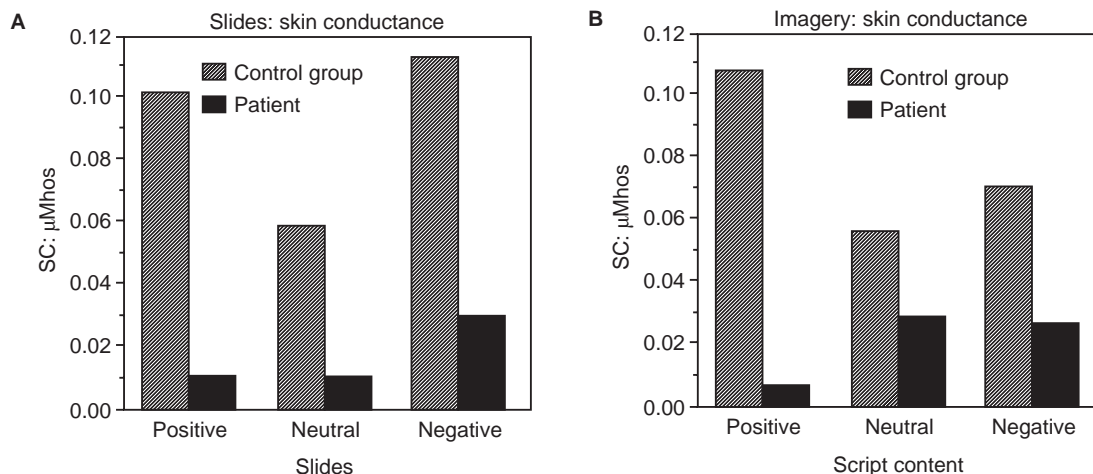 A
Slides: skin conductance
0.12
0.10
0.08
0.06
0.04
0.02
0.00
SC: μMhos
Control group
Patient
Positive Neutral Negative
Slides
B
Imagery: skin conductance
0.12
0.10
0.08
0.06
0.04
0.02
0.00
SC: μMhos
Control group
Patient
Positive Neutral Negative
Script content